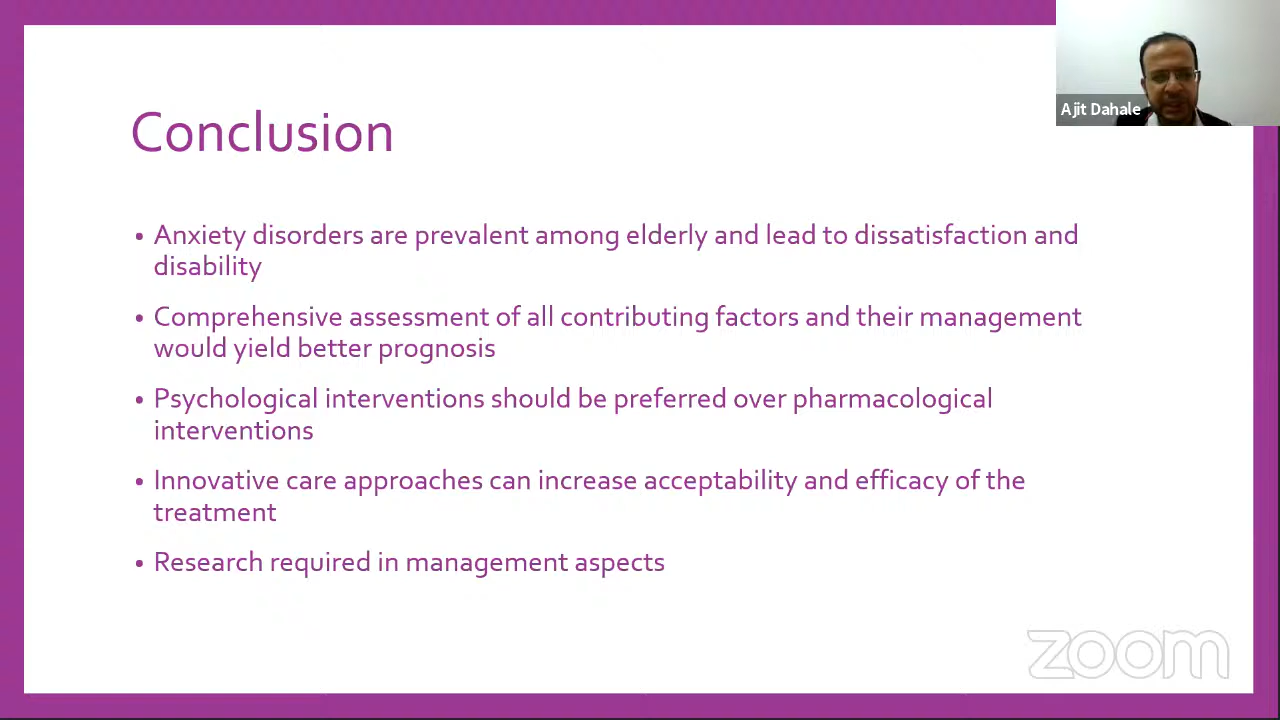 Conclusion
Ajit Dahale
• Anxiety disorders are prevalent among elderly and lead to dissatisfaction and
disability
• Comprehensive assessment of all contributing factors and their management
would yield better prognosis
• Psychological interventions should be preferred over pharmacological
interventions
• Innovative care approaches can increase acceptability and efficacy of the
treatment
• Research required in management aspects
zoom